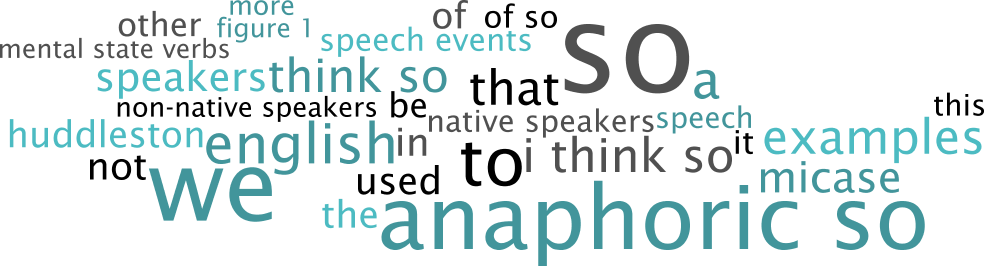 more
other
figure 1
of
of so
mental state verbs
speech events
so
speakers
think so
that
a
non-native speakers
be
this
huddleston
english
in
native speakers
speech
it
examples
not
we
used
to
i think so
micase
the
anaphoric so